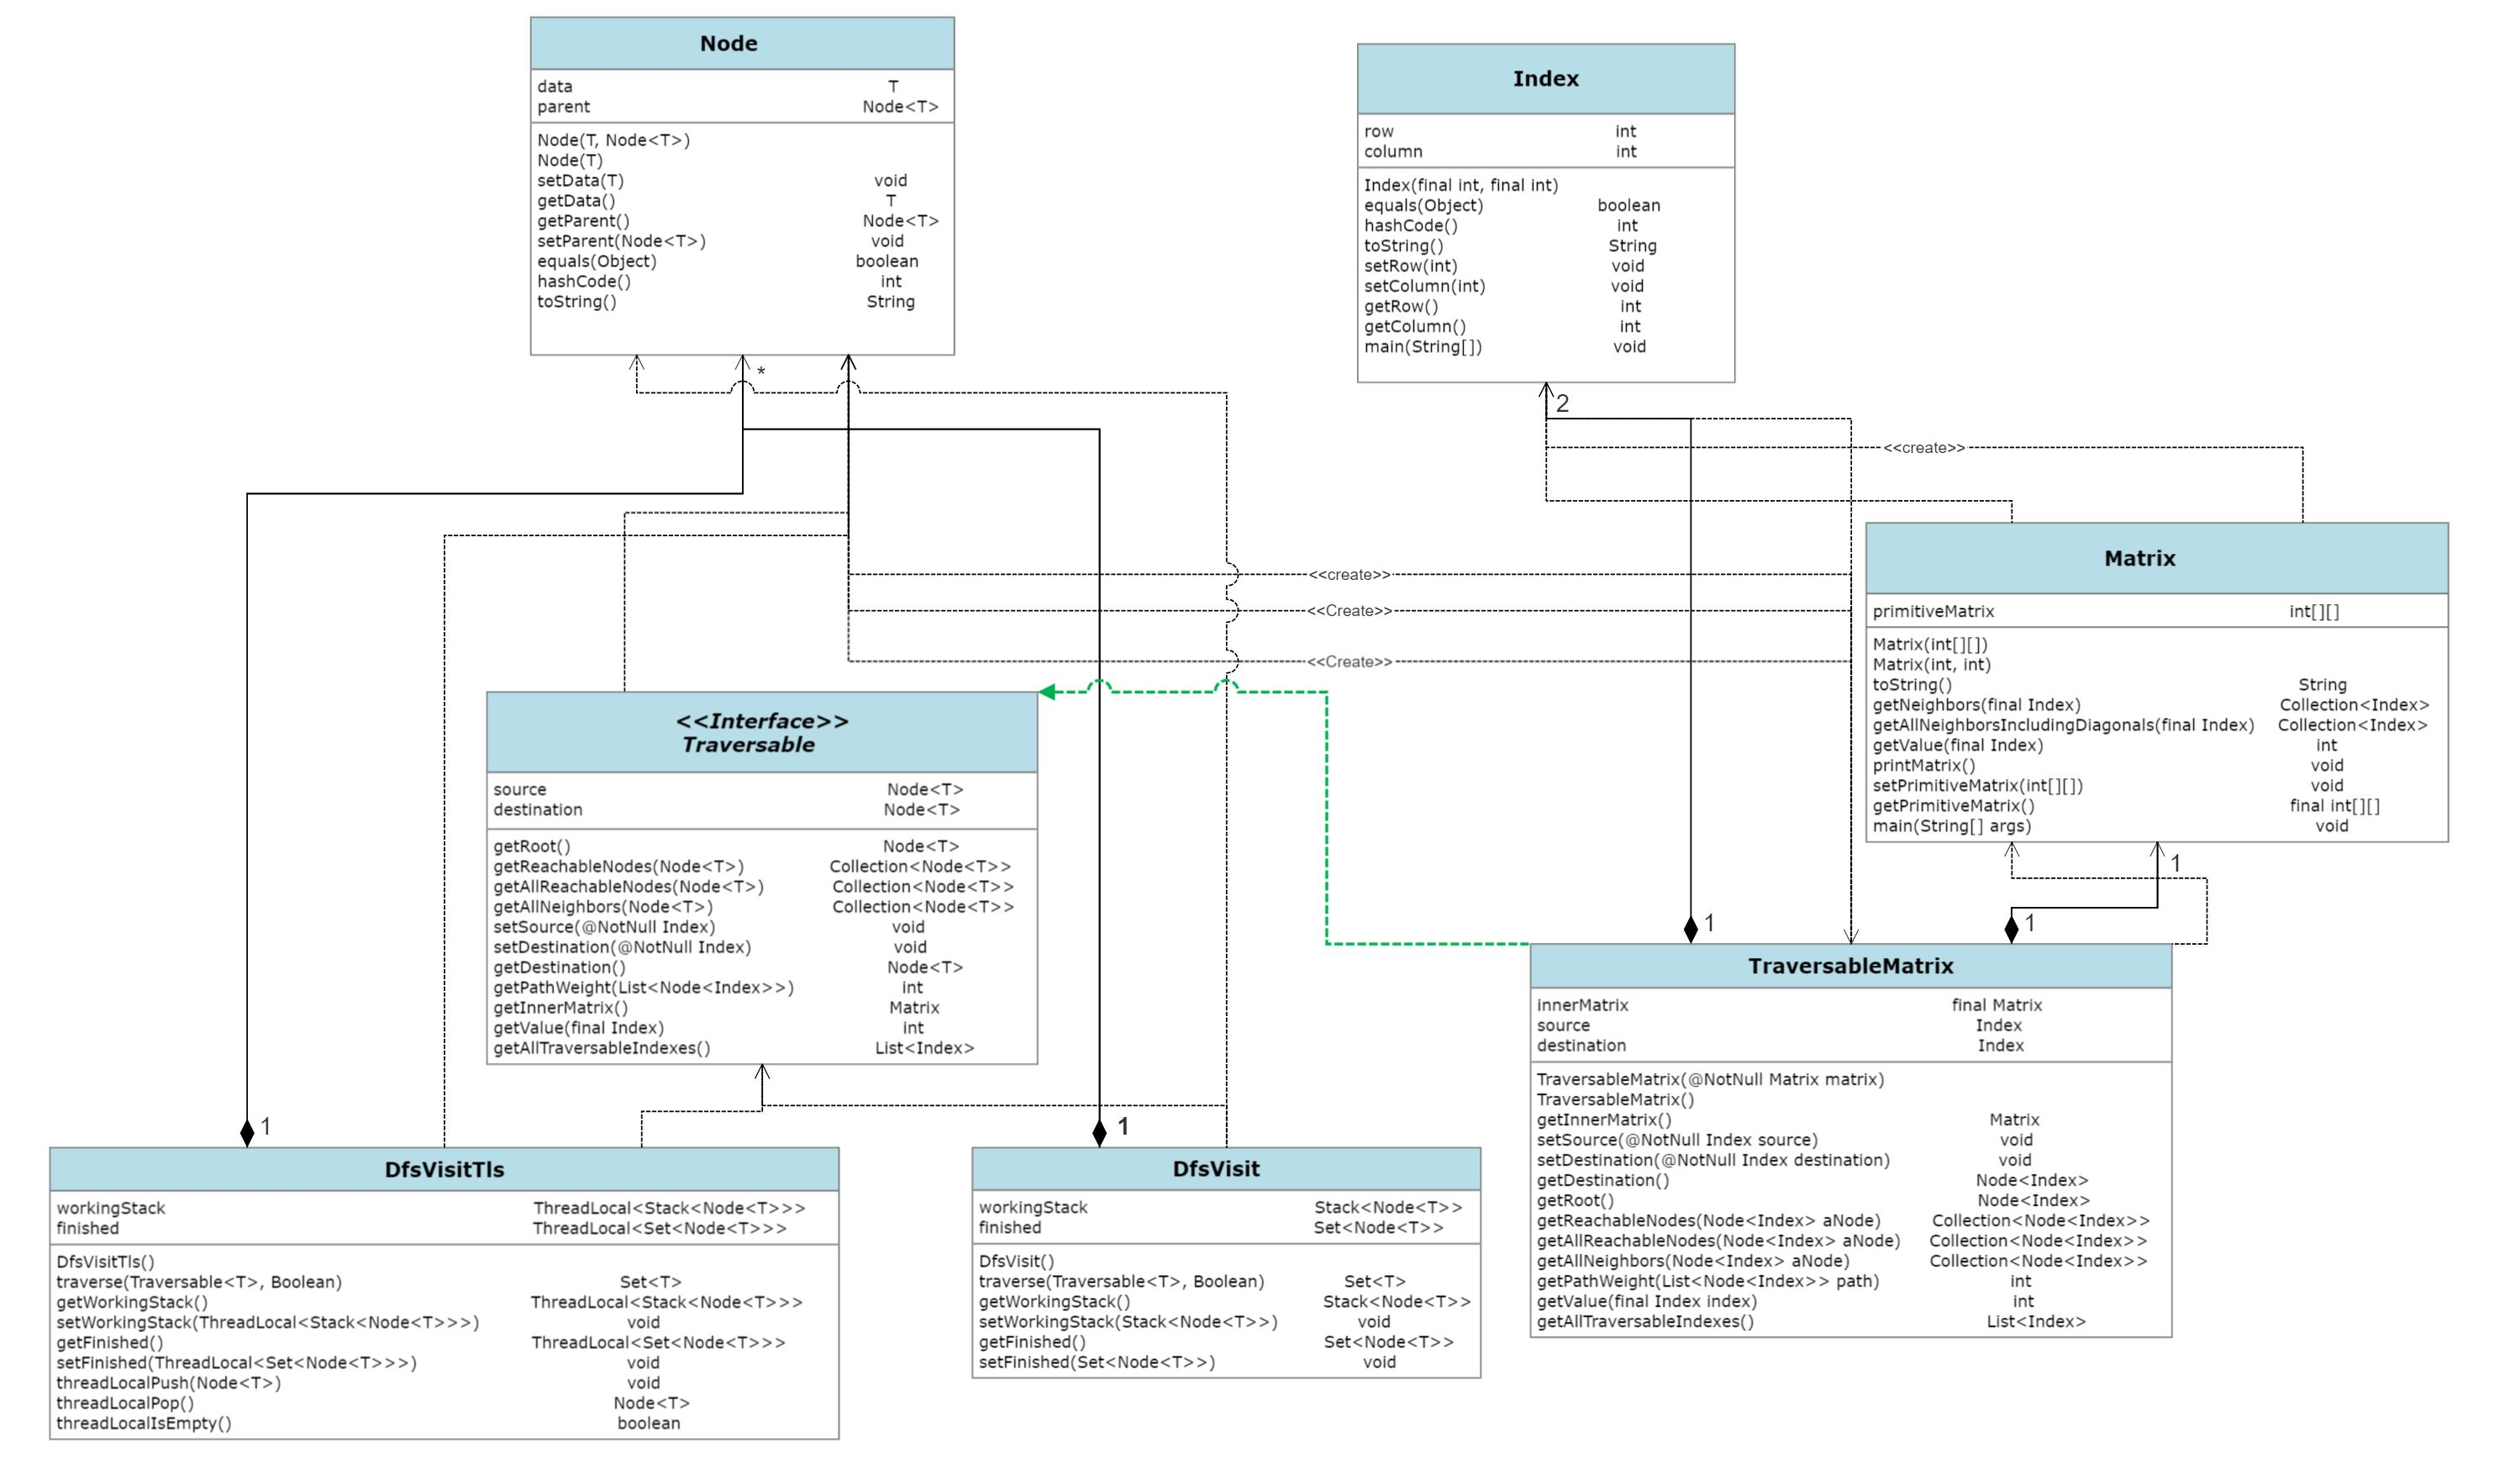 Node
data T
parent Node<T>
Node(T, Node<T>)
Node(T)
setData(T) void
getData() T
getParent() Node<T>
setParent(Node<T>) void
equals(Object) boolean
hashCode() int
toString() String
*
Index
row int
column int
Index(final int, final int)
equals(Object) boolean
hashCode() int
toString() String
setRow(int) void
setColumn(int) void
getRow() int
getColumn() int
main(String[]) void
2
<<create>>
<<create>>
<<Create>>
<<Create>>
Matrix
primitiveMatrix int[][]
Matrix(int[][])
Matrix(int, int)
toString() String
getNeighbors(final Index) Collection<Index>
getAllNeighborsIncludingDiagonals(final Index) Collection<Index>
getValue(final Index) int
printMatrix() void
setPrimitiveMatrix(int[][]) void
getPrimitiveMatrix() final int[][]
main(String[] args) void
1
<<Interface>>
Traversable
source Node<T>
destination Node<T>
getRoot() Node<T>
getReachableNodes(Node<T>) Collection<Node<T>>
getAllReachableNodes(Node<T>) Collection<Node<T>>
getAllNeighbors(Node<T>) Collection<Node<T>>
setSource(@NotNull Index) void
setDestination(@NotNull Index) void
getDestination() Node<T>
getPathWeight(List<Node<Index>>) int
getInnerMatrix() Matrix
getValue(final Index) int
getAllTraversableIndexes() List<Index>
1
1
TraversableMatrix
innerMatrix final Matrix
source Index
destination Index
TraversableMatrix(@NotNull Matrix matrix)
TraversableMatrix()
getInnerMatrix() Matrix
setSource(@NotNull Index source) void
setDestination(@NotNull Index destination) void
getDestination() Node<Index>
getRoot() Node<Index>
getReachableNodes(Node<Index> aNode) Collection<Node<Index>>
getAllReachableNodes(Node<Index> aNode) Collection<Node<Index>>
getAllNeighbors(Node<Index> aNode) Collection<Node<Index>>
getPathWeight(List<Node<Index>> path) int
getValue(final Index index) int
getAllTraversableIndexes() List<Index>
1
DfsVisitTls
workingStack ThreadLocal<Stack<Node<T>>>
finished ThreadLocal<Set<Node<T>>>
DfsVisitTls()
traverse(Traversable<T>, Boolean) Set<T>
getWorkingStack() ThreadLocal<Stack<Node<T>>>
setWorkingStack(ThreadLocal<Stack<Node<T>>>) void
getFinished() ThreadLocal<Set<Node<T>>>
setFinished(ThreadLocal<Set<Node<T>>>) void
threadLocalPush(Node<T>) void
threadLocalPop() Node<T>
threadLocalIsEmpty() boolean
1
DfsVisit
workingStack Stack<Node<T>>
finished Set<Node<T>>
DfsVisit()
traverse(Traversable<T>, Boolean) Set<T>
getWorkingStack() Stack<Node<T>>
setWorkingStack(Stack<Node<T>>) void
getFinished() Set<Node<T>>
setFinished(Set<Node<T>>) void